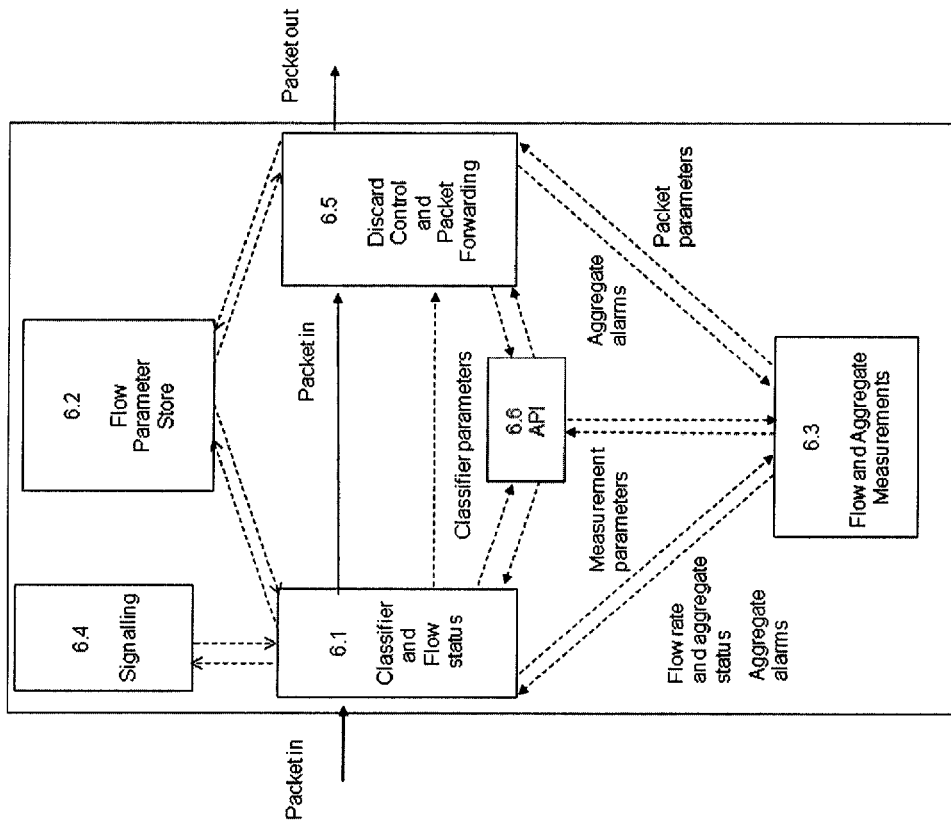 Packet in
6.4
Signalling
6.1
Classifier
and
Flow
status
6.2
Flow
Parameter
Store
Packet in
Classifier parameters
6.6
API
Measurement
parameters
Flow rate
and aggregate
status
Aggregate
alarms
6.5
Discard
Control
and
Packet
Forwarding
Packet out
Aggregate
alarms
Packet
parameters
6.3
Flow and Aggregate
Measurements